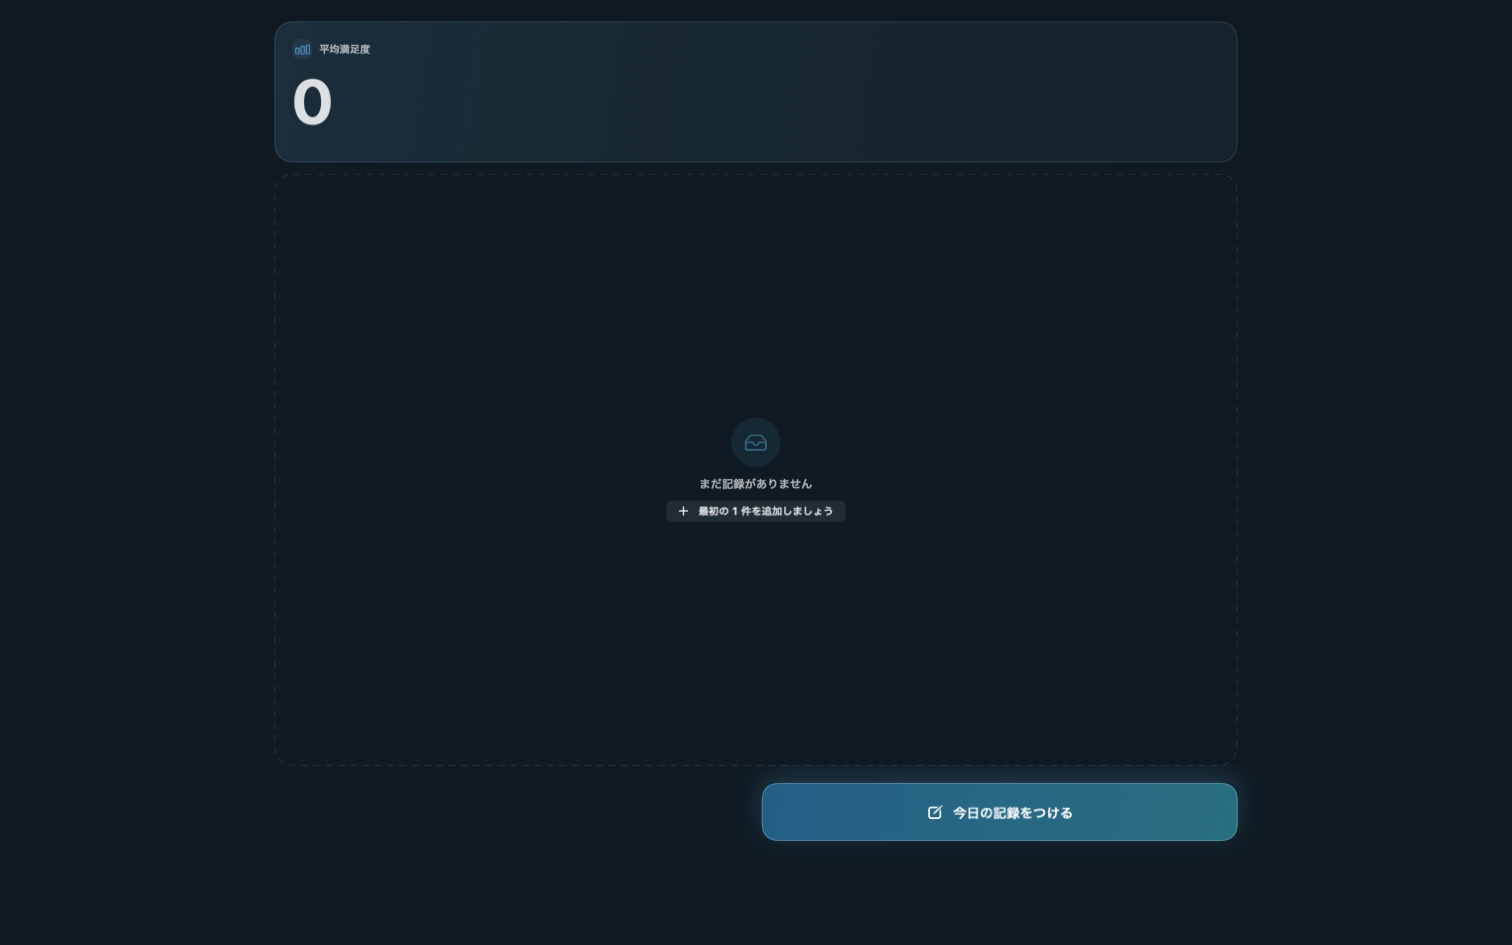 平均満足度
0
まだ記録がありません
+ 最初の 1 件を追加しましょう
今日の記録をつける